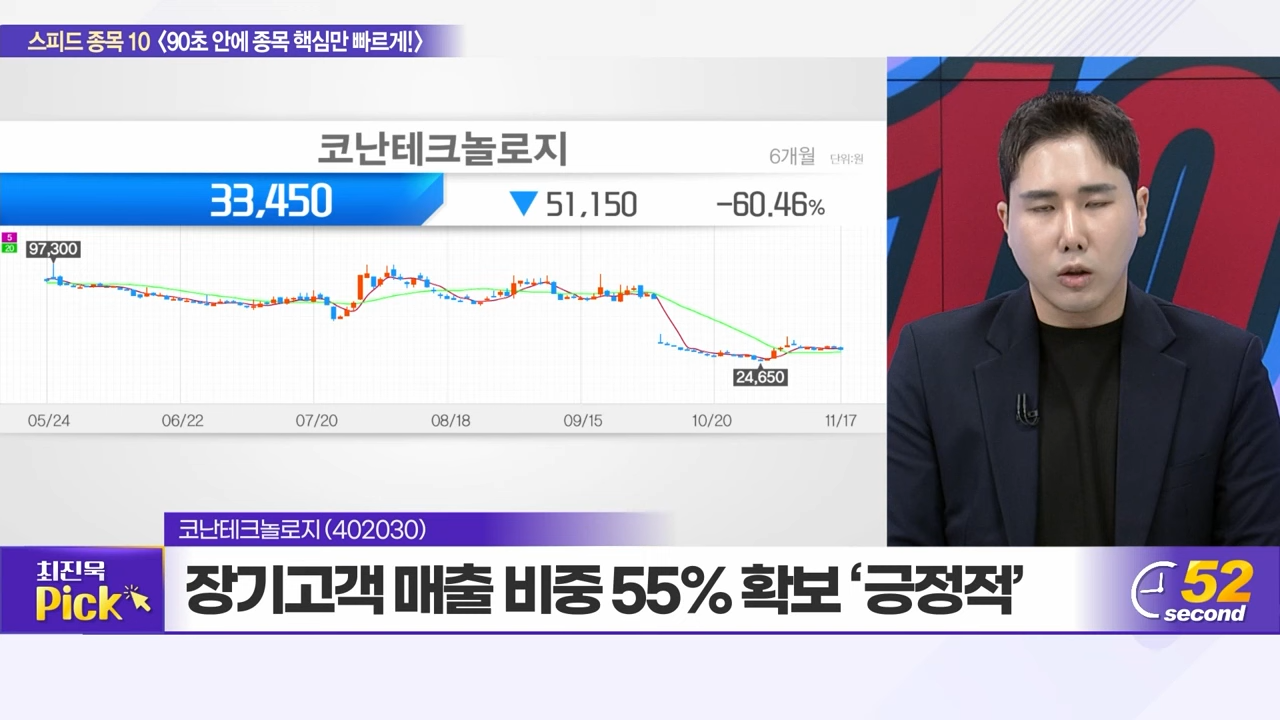 스피드 종목 10 〈90초 안에 종목 핵심만 빠르게!〉
코난테크놀로지
6개월 단위:원
33,450 ▼ 51,150 -60.46%
5
20
97,300
24,650
05/24 06/22 07/20 08/18 09/15 10/20 11/17
코난테크놀로지 (402030)
최진욱
Pick
장기고객 매출 비중 55% 확보 ‘긍정적’
52
second
10